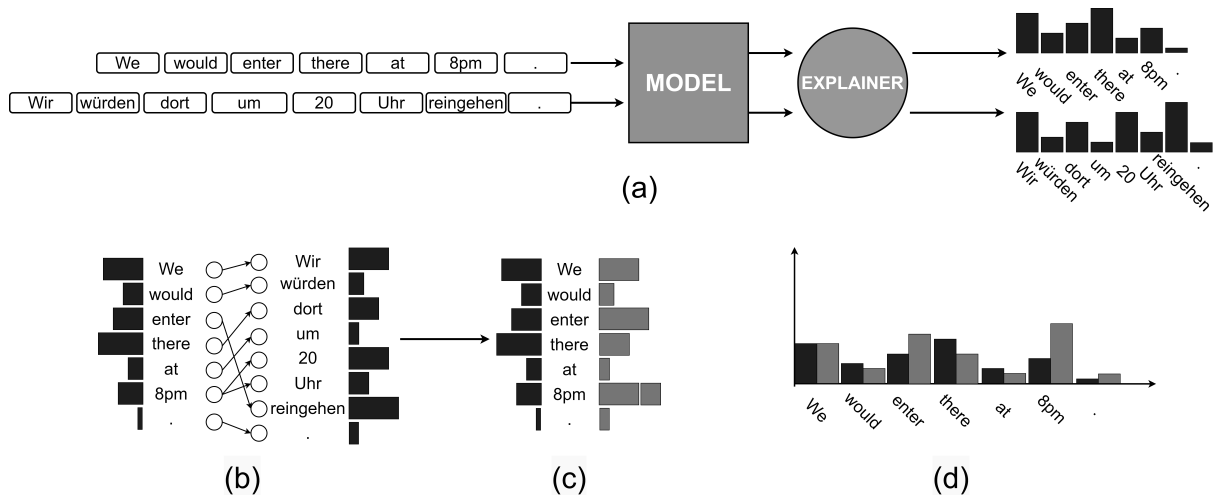 We would enter there at 8pm .
Wir würden dort um 20 Uhr reingehen .
MODEL
EXPLAINER
We would enter there at 8pm .
Wir würden dort um 20 Uhr reingehen .
(a)
We
would
enter
there
at
8pm
.
Wir
würden
dort
um
20
Uhr
reingehen
.
We
would
enter
there
at
8pm
.
We would enter there at 8pm .
(b)
(c)
(d)